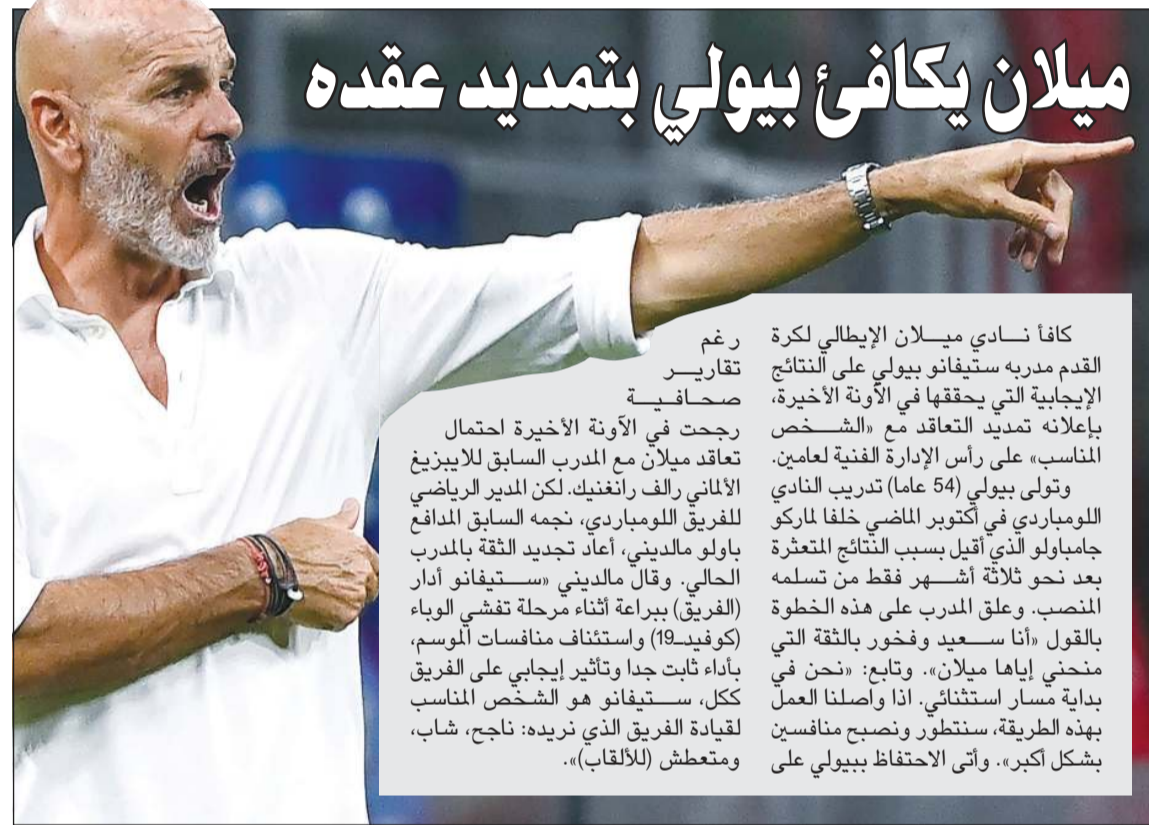 ميلان يكافئ بيولي بتمديد عقده
كافأ نـــادي ميـــلان الإيطالي لكرة
القدم مدربه ستيفانو بيولي على النتائج
الإيجابية التي يحققها في الآونة الأخيرة،
بإعلانه تمديد التعاقد مع «الشـــخص
المناسب» على رأس الإدارة الفنية لعامين.
وتولى بيولي (54 عاما) تدريب النادي
اللومباردي في أكتوبر الماضي خلفا لماركو
جامباولو الذي أقيل بسبب النتائج المتعثرة
بعد نحو ثلاثة أشـــهر فقط من تسلمه
المنصب. وعلق المدرب على هذه الخطوة
بالقول «أنا ســـعيد وفخور بالثقة التي
منحني إياها ميلان». وتابع: «نحن في
بداية مسار استثنائي. اذا واصلنا العمل
بهذه الطريقة، سنتطور ونصبح منافسين
بشكل أكبر». وأتى الاحتفاظ ببيولي على
رغم
تقاريـــر
صحـــافـيـــة
رجحت في الآونة الأخيرة احتمال
تعاقد ميلان مع المدرب السابق للايبزيغ
الألماني رالف رانغنيك. لكن المدير الرياضي
للفريق اللومباردي، نجمه السابق المدافع
باولو مالديني، أعاد تجديد الثقة بالمدرب
الحالي. وقال مالديني «ســـتيفانو أدار
(الفريق) ببراعة أثناء مرحلة تفشي الوباء
(كوفيدـ19) واستئناف منافسات الموسم،
بأداء ثابت جدا وتأثير إيجابي على الفريق
ككل، ســـتيفانو هو الشخص المناسب
لقيادة الفريق الذي نريده: ناجح، شاب،
ومتعطش (للألقاب)».